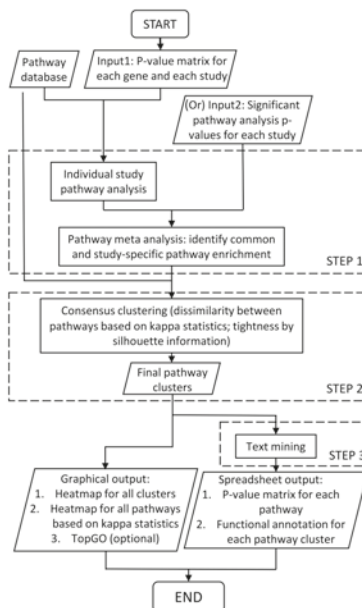 START
Pathway
database
Input1: P-value matrix for
each gene and each study
(Or) Input2: Significant
pathway analysis p-
values for each study
Individual study
pathway analysis
Pathway meta analysis: identify common
and study-specific pathway enrichment
STEP 1
Consensus clustering (dissimilarity between
pathways based on kappa statistics; tightness by
silhouette information)
Final pathway
clusters
STEP 2
Text mining
STEP 3
Graphical output:
1. Heatmap for all clusters
2. Heatmap for all pathways
based on kappa statistics
3. TopGO (optional)
Spreadsheet output:
1. P-value matrix for each
pathway
2. Functional annotation for
each pathway cluster
END